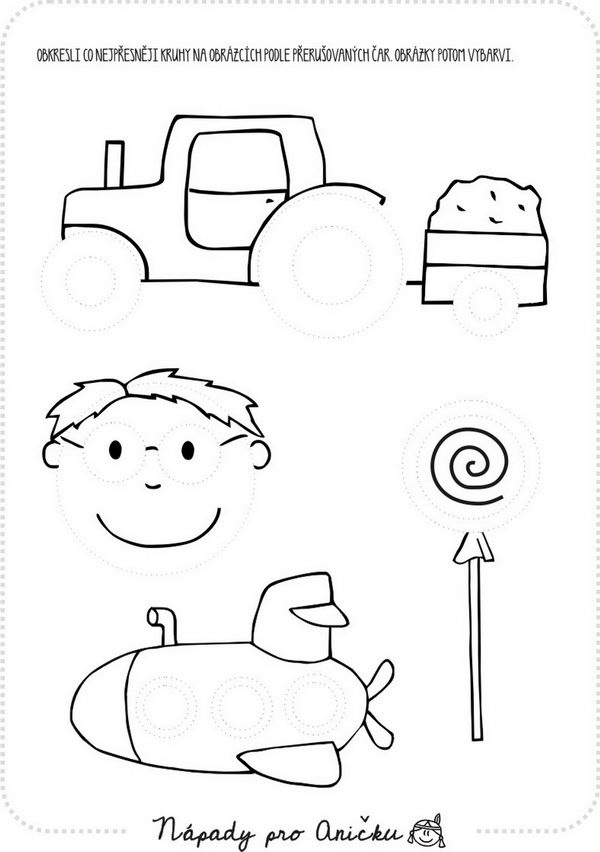 OBKRESLI CO NEJPŘESNĚJI KRUHY NA OBRÁZCÍCH PODLE PŘERUŠOVANÝCH ČAR. OBRÁZKY POTOM VYBARVI.
Nápady pro Aničku